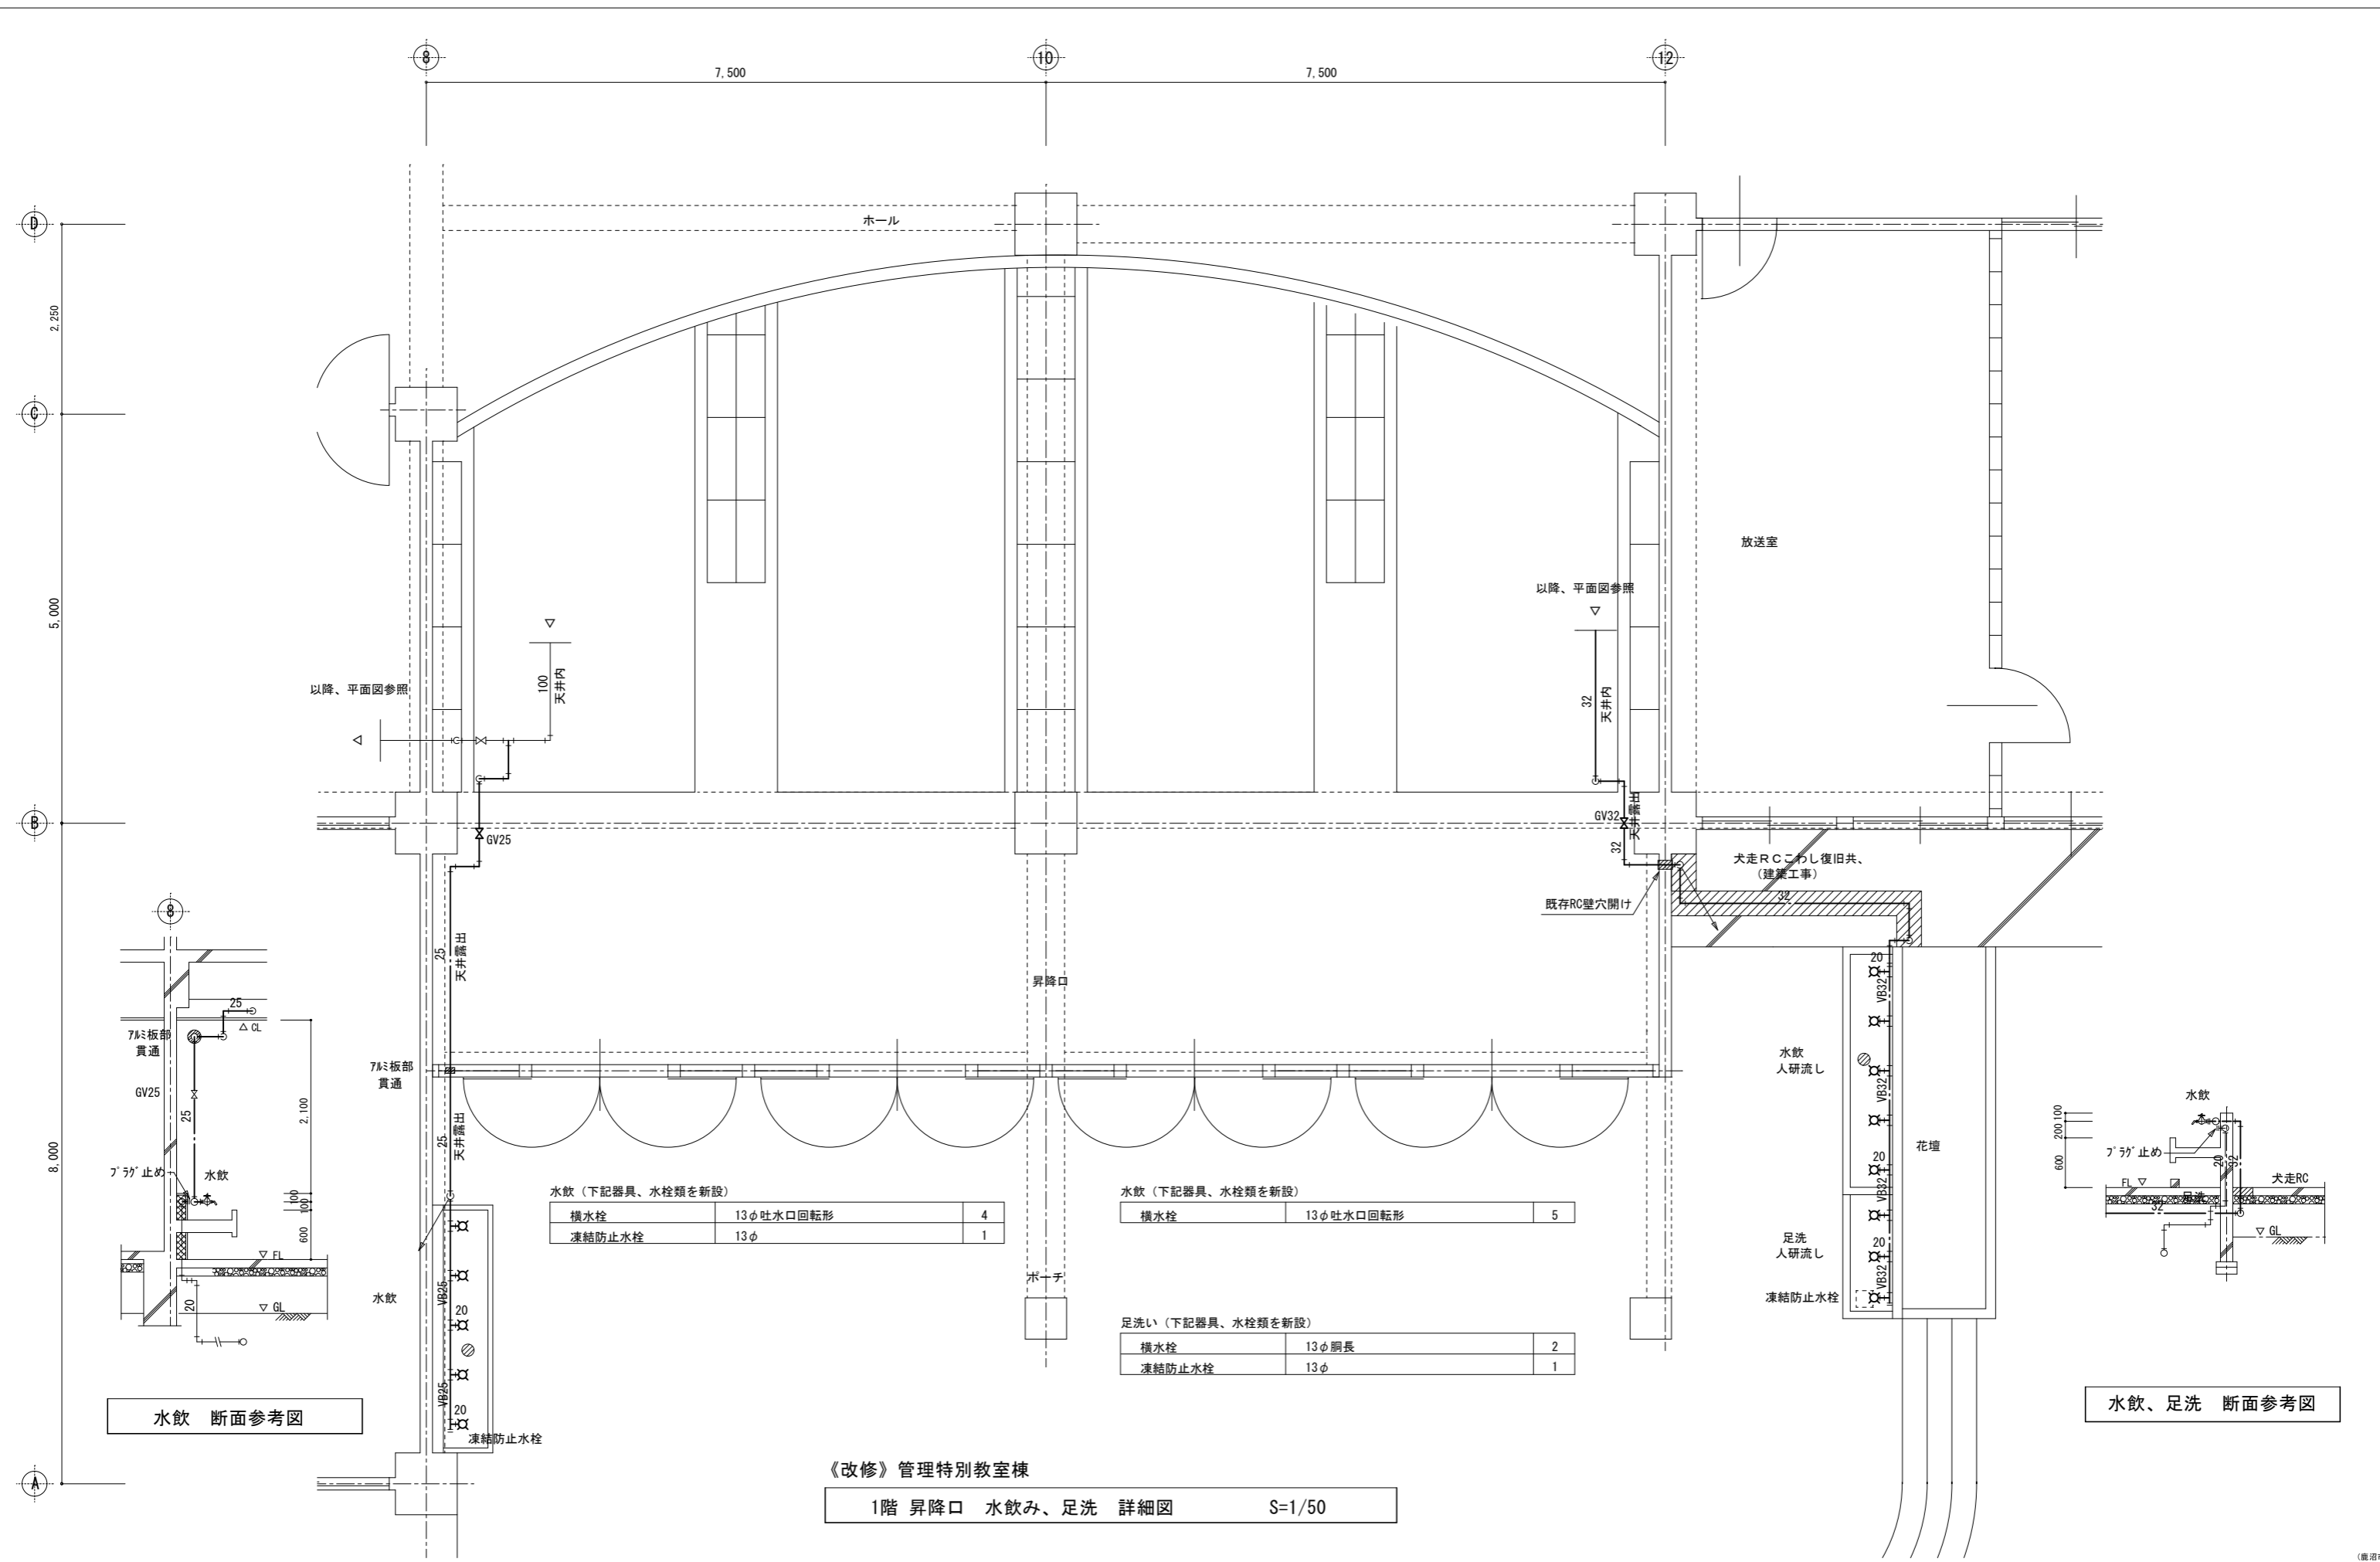 8
10
12
7,500
7,500
D
C
B
A
2,250
5,000
8,000
ホール
放送室
以降、平面図参照
以降、平面図参照
100
天井内
32
天井内
GV25
GV32
天井露出
32
犬走RCこわし復旧共、
(建築工事)
32
既存RC壁穴開け
25
天井露出
昇降口
アルミ板部
貫通
25
天井露出
水飲
VB25
20
VB25
20
凍結防止水栓
20
VB32
水飲
人研流し
VB32
20
VB32
足洗
人研流し
20
VB32
凍結防止水栓
花壇
ポーチ
8
25
△ CL
アルミ板部
貫通
GV25
25
2,100
プラグ止め
水飲
100
100
600
▽ FL
20
▽ GL
水飲 断面参考図
水飲(下記器具、水栓類を新設)
横水栓 13φ吐水口回転形 4
凍結防止水栓 13φ 1
水飲(下記器具、水栓類を新設)
横水栓 13φ吐水口回転形 5
足洗い(下記器具、水栓類を新設)
横水栓 13φ胴長 2
凍結防止水栓 13φ 1
水飲
100
200
600
プラグ止め
20
32
FL ▽
足洗
犬走RC
32
▽ GL
水飲、足洗 断面参考図
《改修》管理特別教室棟
1階 昇降口 水飲み、足洗 詳細図 S=1/50